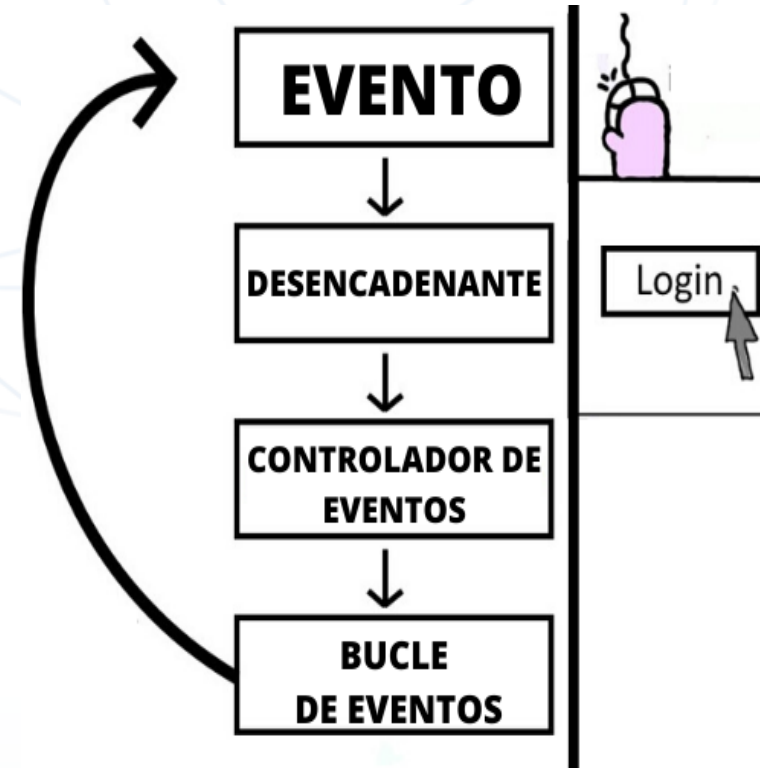 EVENTO
DESENCADENANTE
Login
CONTROLADOR DE
EVENTOS
BUCLE
DE EVENTOS